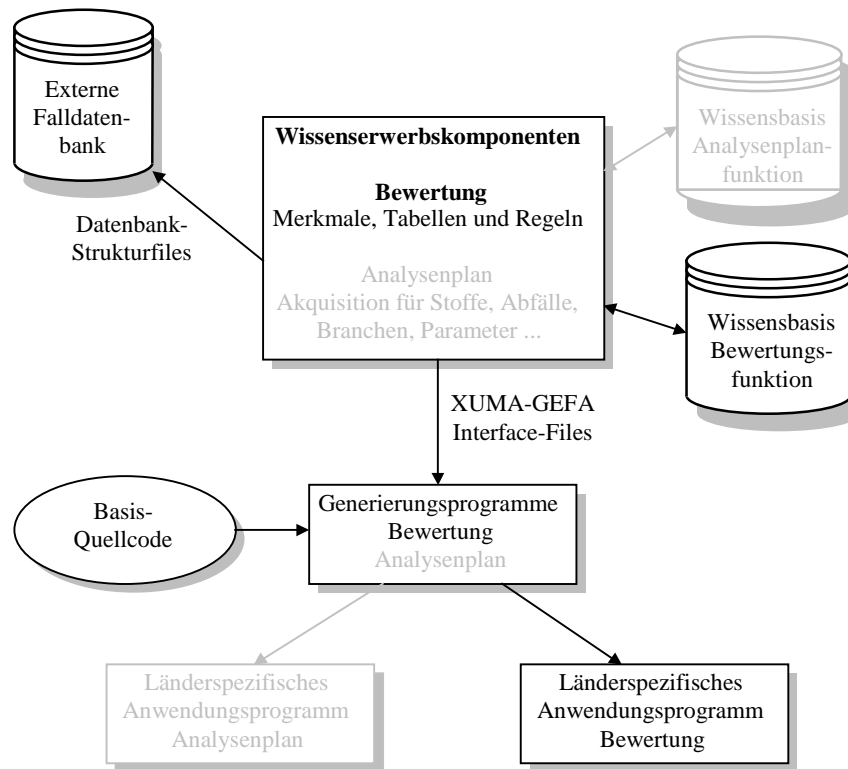 Externe
Falldaten-
bank
Wissensbasis
Analysenplan-
funktion
Wissenserwerbskomponenten
Bewertung
Merkmale, Tabellen und Regeln
Analysenplan
Akquisition für Stoffe, Abfälle,
Branchen, Parameter ...
Datenbank-
Strukturfiles
Wissensbasis
Bewertungs-
funktion
XUMA-GEFA
Interface-Files
Basis-
Quellcode
Generierungsprogramme
Bewertung
Analysenplan
Länderspezifisches
Anwendungsprogramm
Analysenplan
Länderspezifisches
Anwendungsprogramm
Bewertung